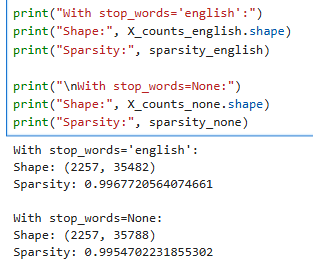 print("With stop_words='english':")
print("Shape:", X_counts_english.shape)
print("Sparsity:", sparsity_english)
print("\nWith stop_words=None:")
print("Shape:", X_counts_none.shape)
print("Sparsity:", sparsity_none)
With stop_words='english':
Shape: (2257, 35482)
Sparsity: 0.9967720564074661
With stop_words=None:
Shape: (2257, 35788)
Sparsity: 0.9954702231855302